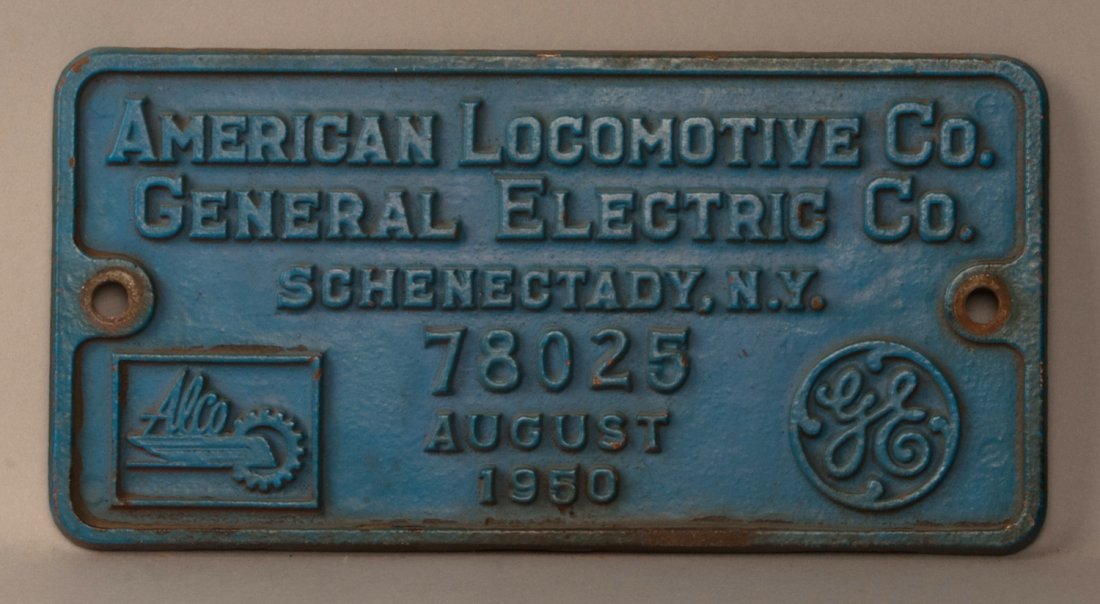 AMERICAN LOCOMOTIVE CO.
GENERAL ELECTRIC CO.
SCHENECTADY, N.Y.
78025
AUGUST
1950
Alco
GE